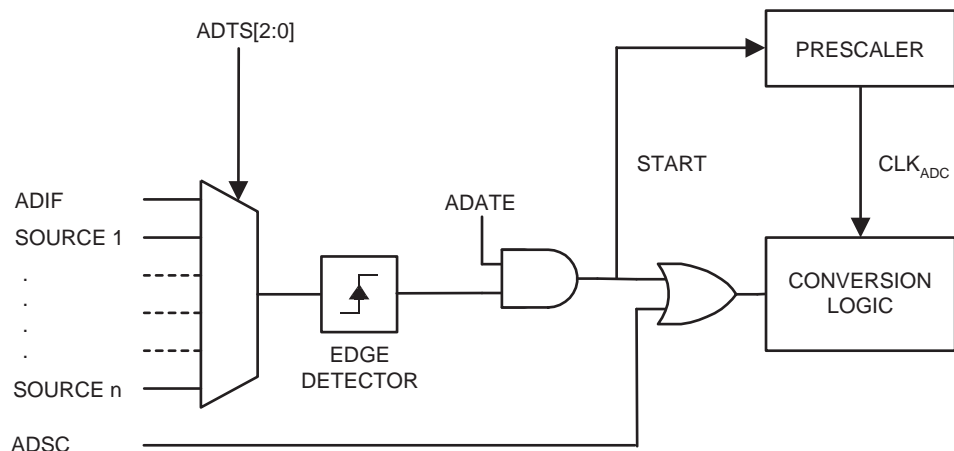 ADTS[2:0]
PRESCALER
START
CLKADC
ADIF
ADATE
SOURCE 1
.
.
.
.
CONVERSION
LOGIC
EDGE
DETECTOR
SOURCE n
ADSC